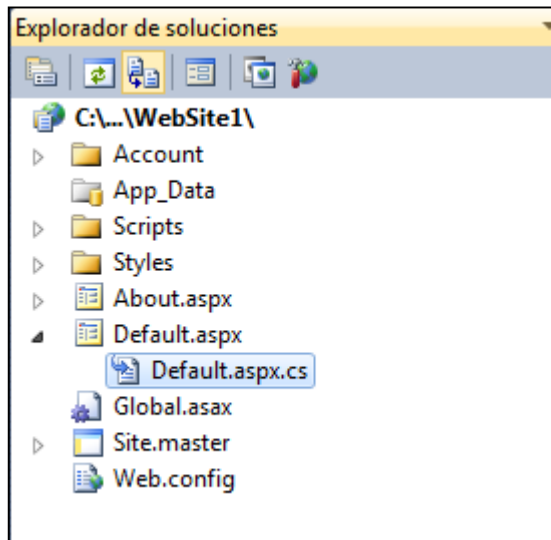 Explorador de soluciones
C:\...\WebSite1\
Account
App_Data
Scripts
Styles
About.aspx
Default.aspx
Default.aspx.cs
Global.asax
Site.master
Web.config